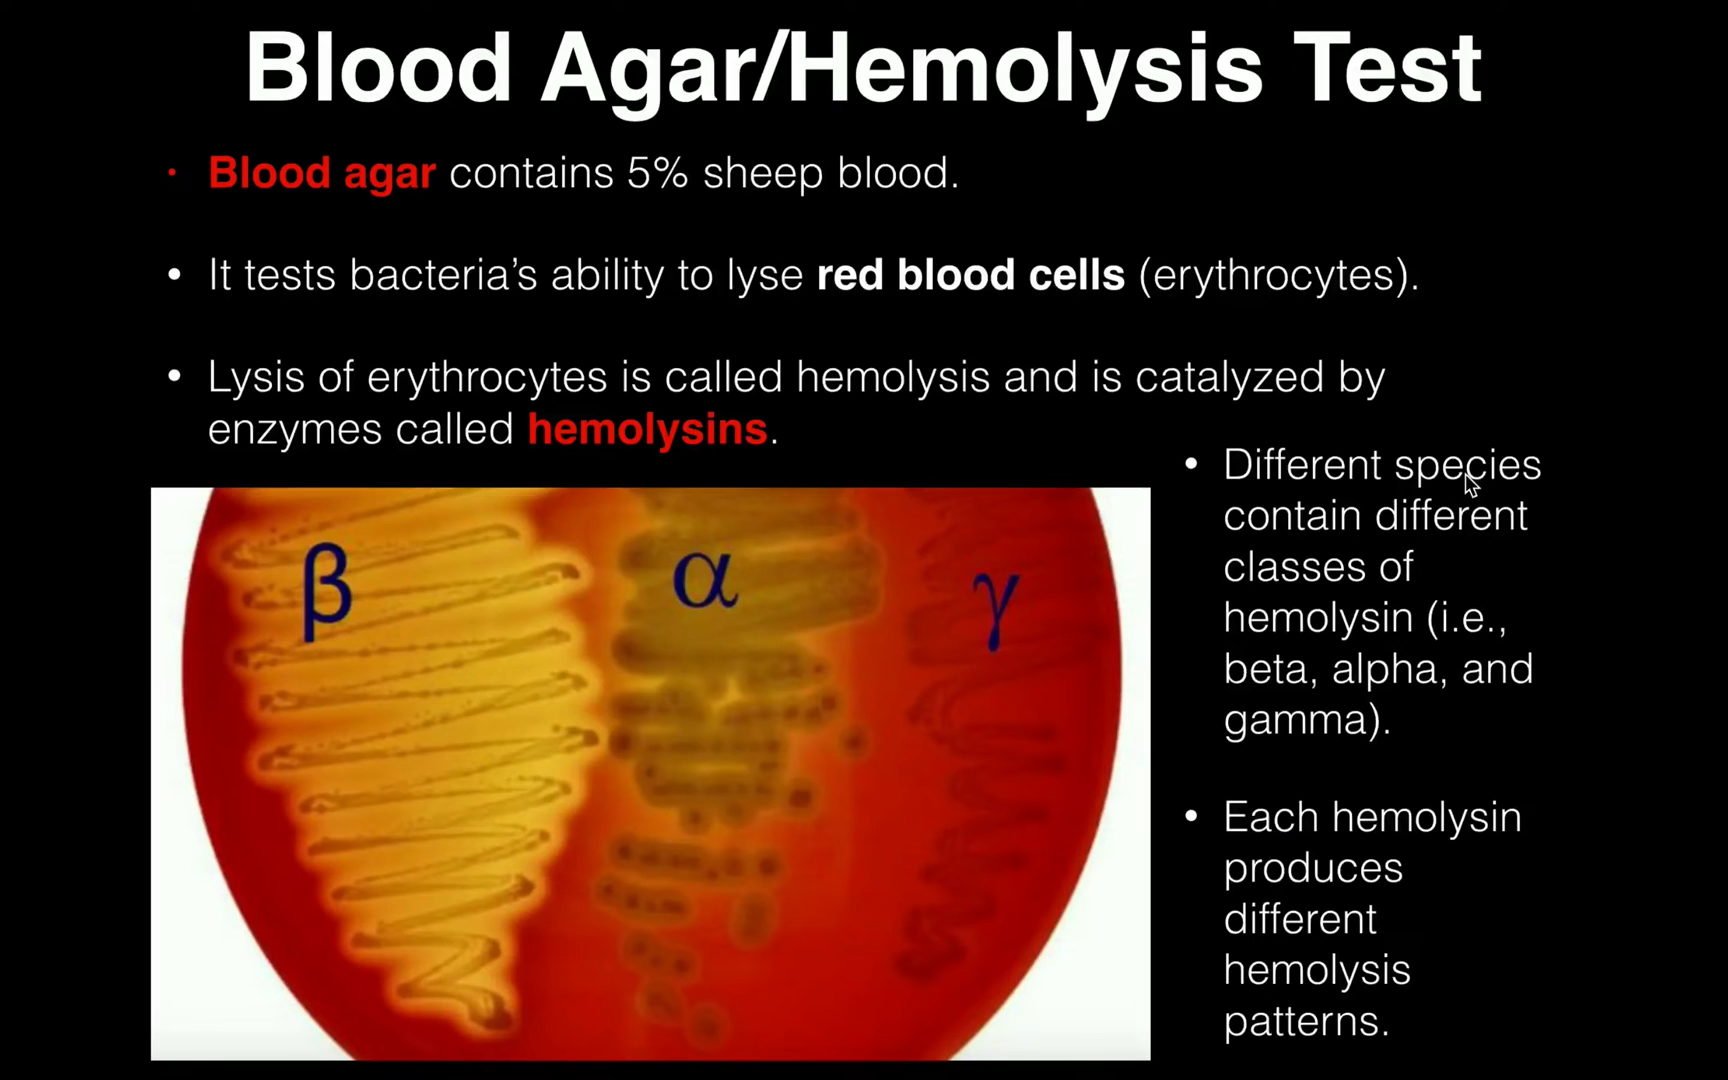 Blood Agar/Hemolysis Test
• Blood agar contains 5% sheep blood.
• It tests bacteria’s ability to lyse red blood cells (erythrocytes).
• Lysis of erythrocytes is called hemolysis and is catalyzed by
enzymes called hemolysins.
β
α
γ
• Different species
contain different
classes of
hemolysin (i.e.,
beta, alpha, and
gamma).
• Each hemolysin
produces
different
hemolysis
patterns.